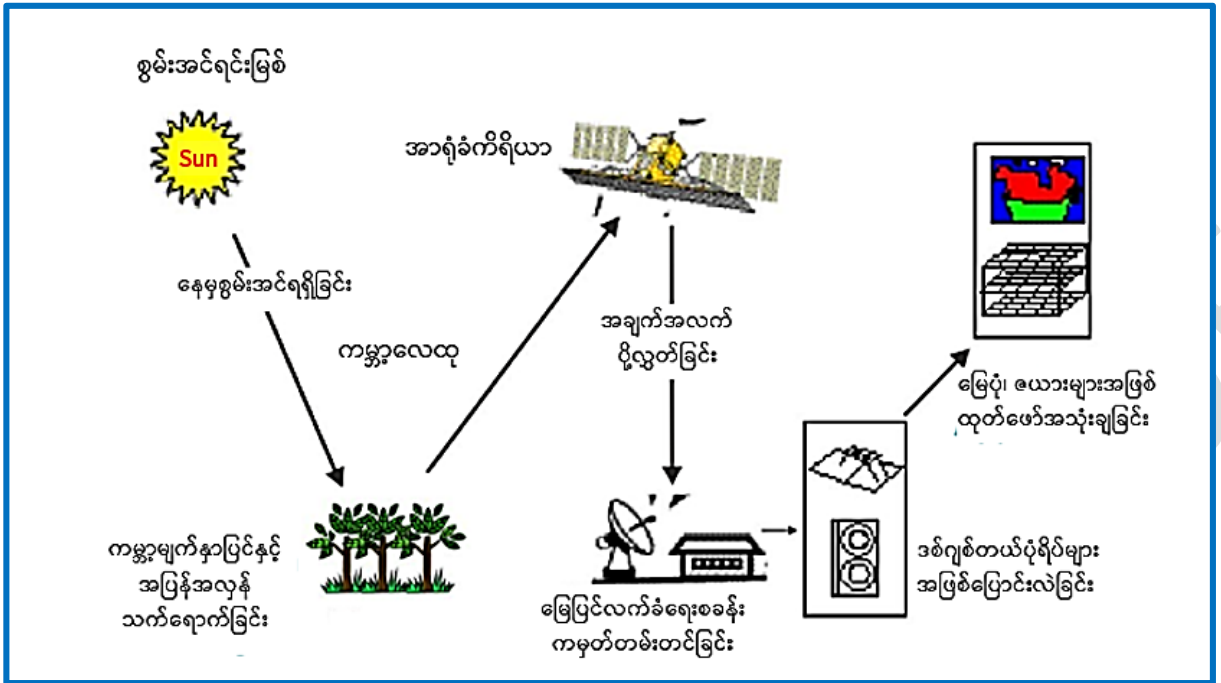 စွမ်းအင်ရင်းမြစ်
Sun
အာရုံခံကိရိယာ
နေမှစွမ်းအင်ရရှိခြင်း
ကမ္ဘာ့လေထု
အချက်အလက်
ပို့လွှတ်ခြင်း
မြေပုံ၊ ဇယားများအဖြစ်
ထုတ်ဖော်အသုံးချခြင်း
ကမ္ဘာ့မျက်နှာပြင်နှင့်
အပြန်အလှန်
သက်ရောက်ခြင်း
မြေပြင်လက်ခံရေးစခန်း
ကမှတ်တမ်းတင်ခြင်း
ဒစ်ဂျစ်တယ်ပုံရိပ်များ
အဖြစ်ပြောင်းလဲခြင်း